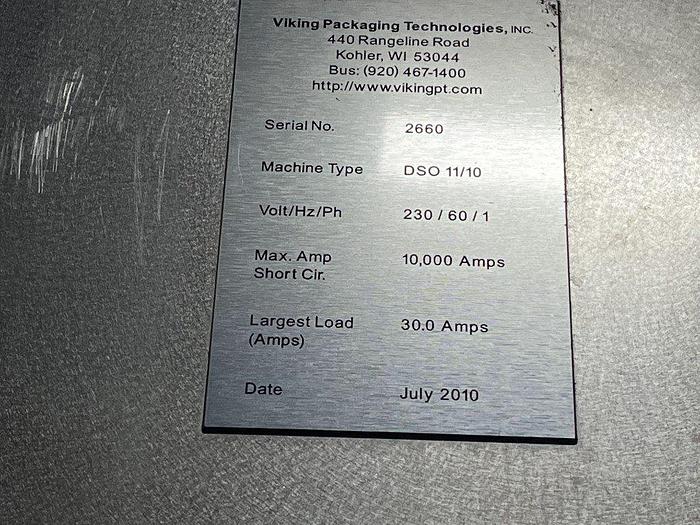 Viking Packaging Technologies, INC.
440 Rangeline Road
Kohler, WI 53044
Bus: (920) 467-1400
http://www.vikingpt.com
Serial No. 2660
Machine Type DSO 11/10
Volt/Hz/Ph 230 / 60 / 1
Max. Amp 10,000 Amps
Short Cir.
Largest Load 30.0 Amps
(Amps)
Date July 2010